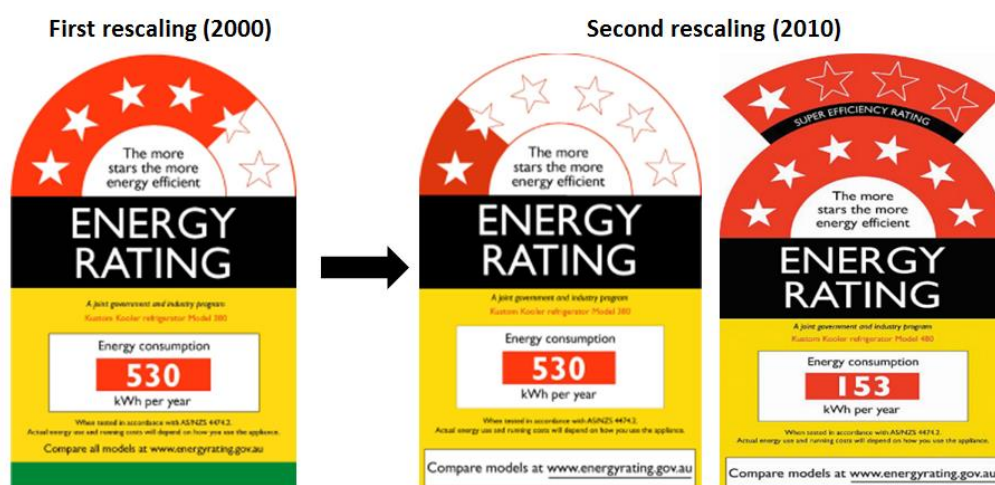 First rescaling (2000)
The more
stars the more
energy efficient
ENERGY
RATING
A joint government and industry program
Kustom Kooler refrigerator Model 380
Energy consumption
530
kWh per year
When tested in accordance with AS/NZS 4474.2.
Actual energy use and running costs will depend on how you use the appliance.
Compare all models at www.energyrating.gov.au
Second rescaling (2010)
The more
stars the more
energy efficient
ENERGY
RATING
A joint government and industry program
Kustom Kooler refrigerator Model 380
Energy consumption
530
kWh per year
When tested in accordance with AS/NZS 4474.2.
Actual energy use and running costs will depend on how you use the appliance.
Compare models at www.energyrating.gov.au
SUPER EFFICIENCY RATING
The more
stars the more
energy efficient
ENERGY
RATING
A joint government and industry program
Kustom Kooler refrigerator Model 480
Energy consumption
153
kWh per year
When tested in accordance with AS/NZS 4474.2.
Actual energy use and running costs will depend on how you use the appliance.
Compare models at www.energyrating.gov.au